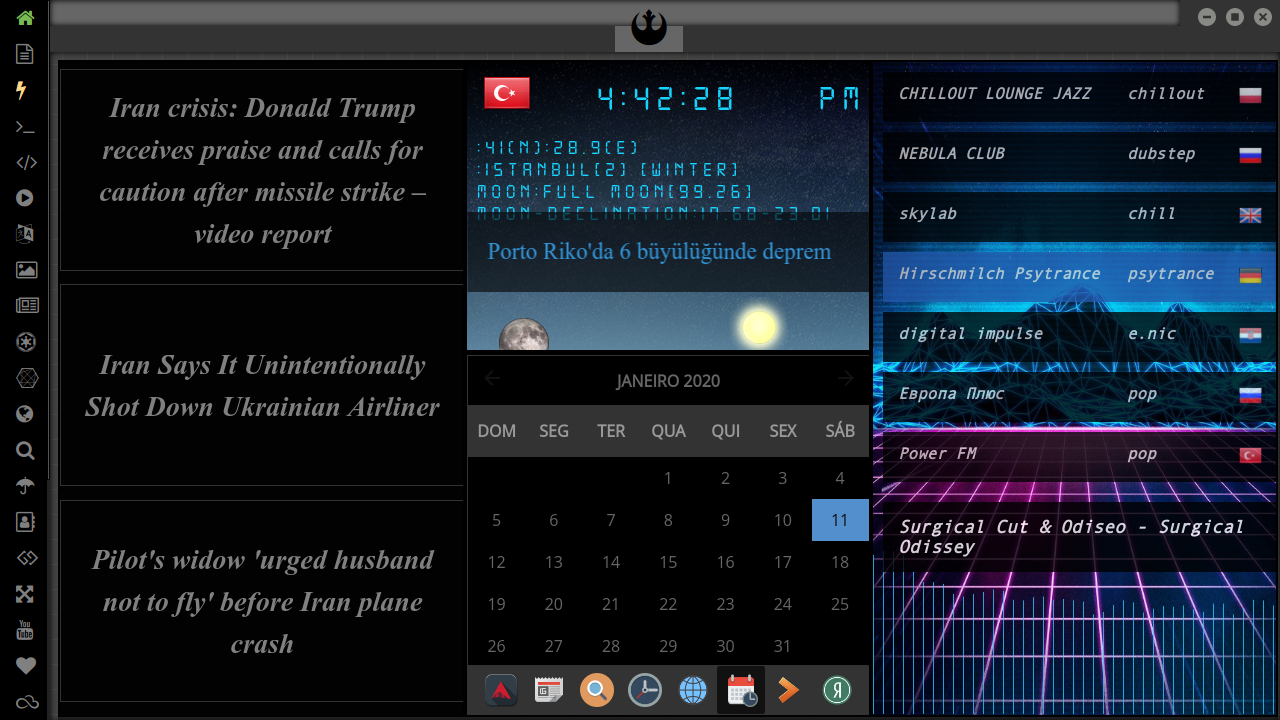 Iran crisis: Donald Trump
receives praise and calls for
caution after missile strike –
video report
Iran Says It Unintentionally
Shot Down Ukrainian Airliner
Pilot's widow 'urged husband
not to fly' before Iran plane
crash
4:42:28 PM
:41(N):28.9(E)
:ISTANBUL(2) [WINTER]
MOON:FULL MOON[99.26]
Porto Riko'da 6 büyülüğünde deprem
JANEIRO 2020
DOM SEG TER QUA QUI SEX SÁB
1 2 3 4
5 6 7 8 9 10 11
12 13 14 15 16 17 18
19 20 21 22 23 24 25
26 27 28 29 30 31
CHILLOUT LOUNGE JAZZ chillout
NEBULA CLUB dubstep
skylab chill
Hirschmilch Psytrance psytrance
digital impulse e.nic
Европа Плюс pop
Power FM pop
Surgical Cut & Odiseo - Surgical
Odissey
You
Tube
Я